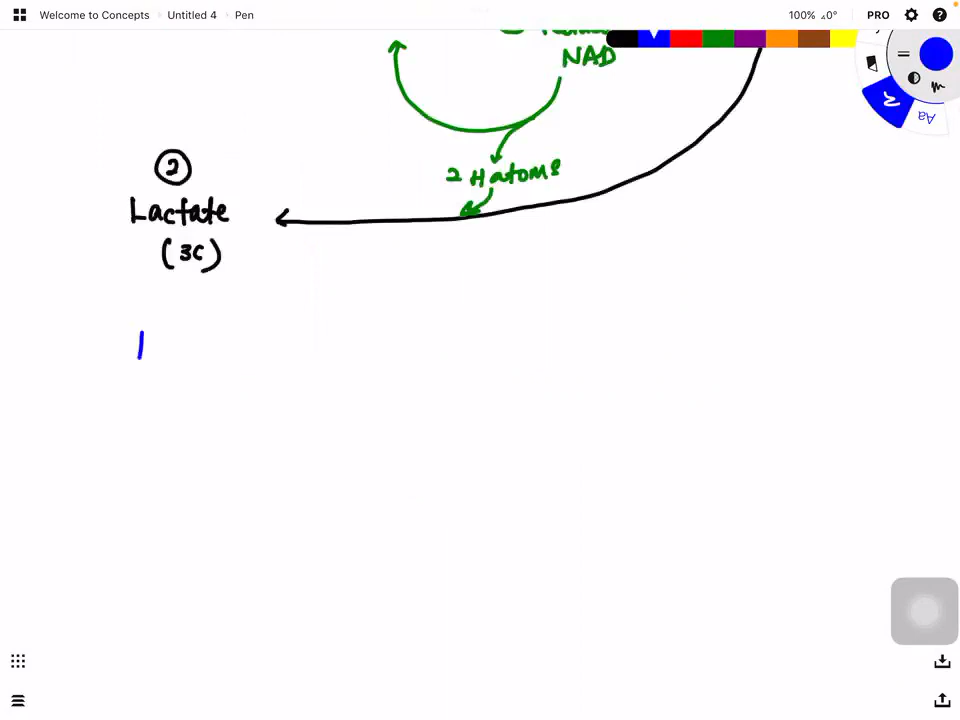 Welcome to Concepts › Untitled 4 › Pen
100% 0° PRO
NAD
2 H atoms
2
Lactate
(3C)
Aa